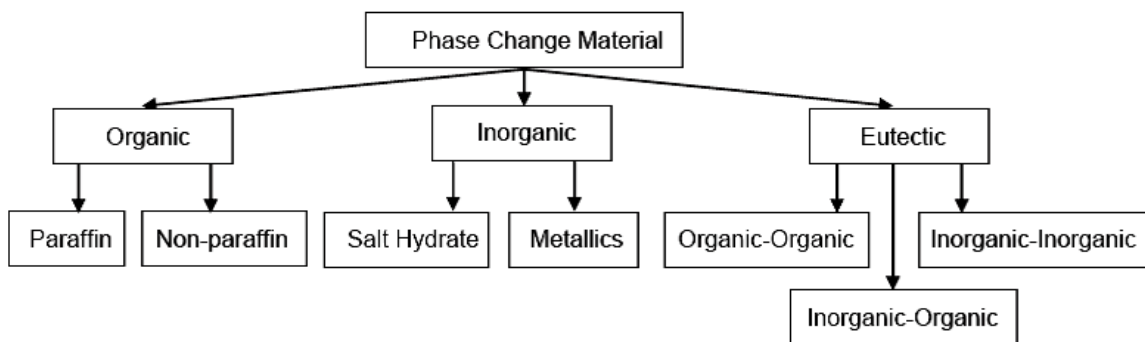 Phase Change Material
Organic
Inorganic
Eutectic
Paraffin
Non-paraffin
Salt Hydrate
Metallics
Organic-Organic
Inorganic-Inorganic
Inorganic-Organic